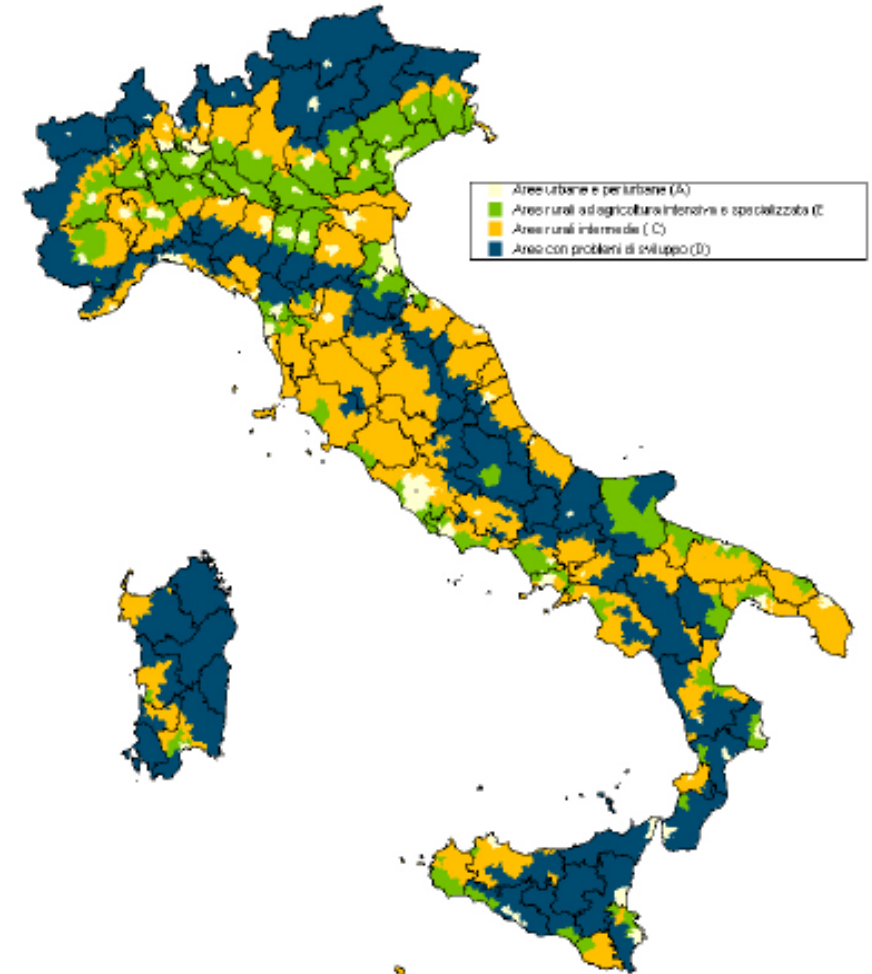 Aree urbane e periurbane (A)
Aree rurali ad agricoltura intensiva e specializzata (E
Aree rurali intermedie ( C)
Aree con problemi di sviluppo (D)